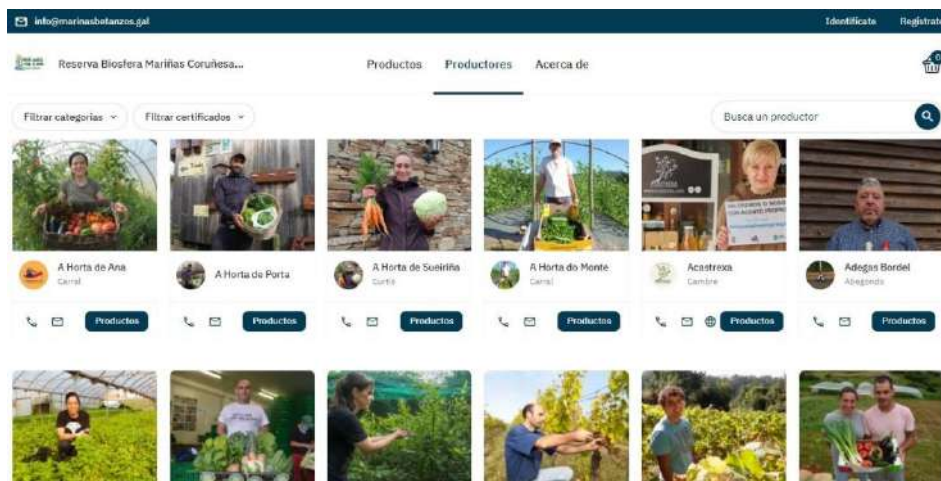 info@marinasbetanzos.gal
Identifícate
Regístrate
Reserva Biosfera Mariñas Coruñesa...
Productos
Productores
Acerca de
0
Filtrar categorías
Filtrar certificados
Busca un productor
A Horta de Ana
Carral
A Horta de Porta
A Horta de Sueiriña
Curtis
A Horta do Monte
Carral
Acastrexa
Cambre
Adegas Bordel
Abegondo
Productos
Productos
Productos
Productos
Productos
Productos